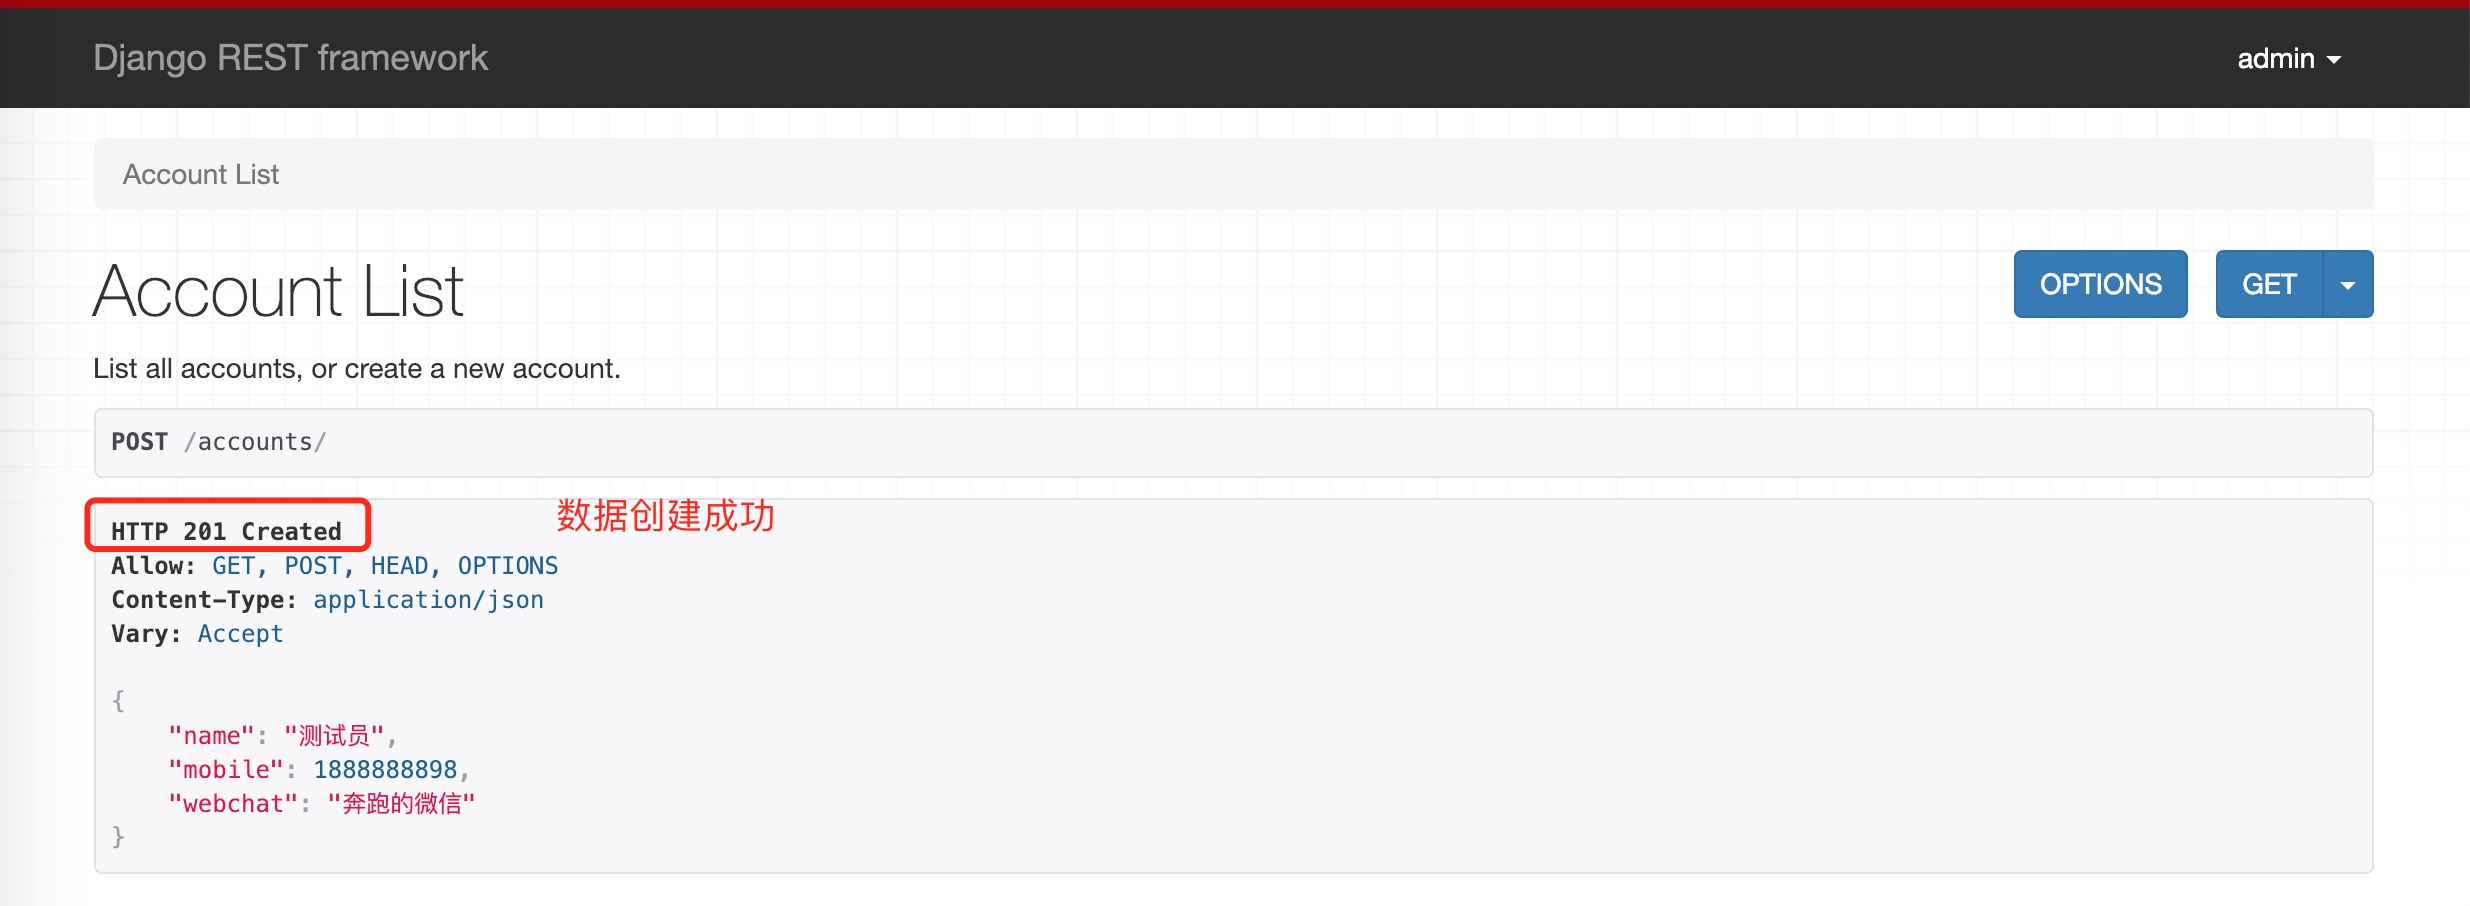 Django REST framework
admin
Account List
Account List
OPTIONS
GET
List all accounts, or create a new account.
POST /accounts/
数据创建成功
HTTP 201 Created
Allow: GET, POST, HEAD, OPTIONS
Content-Type: application/json
Vary: Accept
{
"name": "测试员",
"mobile": 1888888898,
"webchat": "奔跑的微信"
}